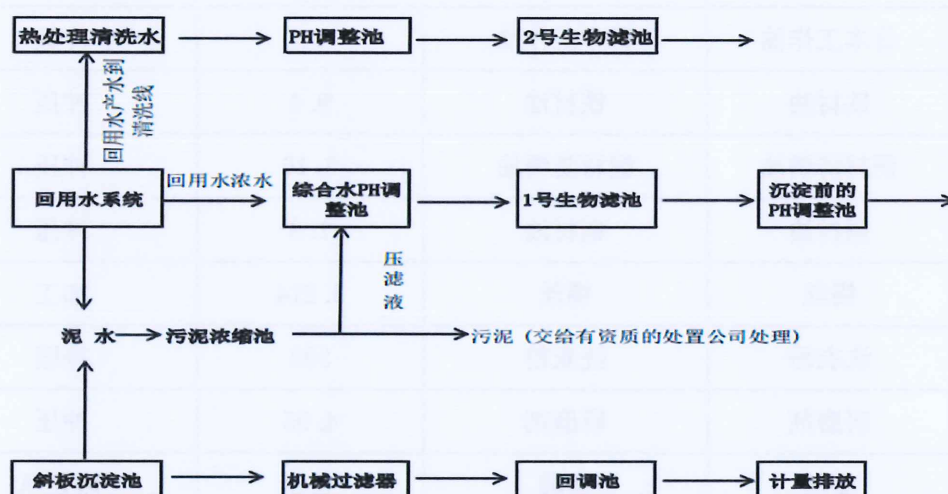 热处理清洗水
PH调整池
2号生物滤池
回用水产水到
清洗线
回用水系统
回用水浓水
综合水PH调
整池
1号生物滤池
沉淀前的
PH调整池
压
滤
液
泥 水
污泥浓缩池
污泥 (交给有资质的处置公司处理)
斜板沉淀池
机械过滤器
回调池
计量排放